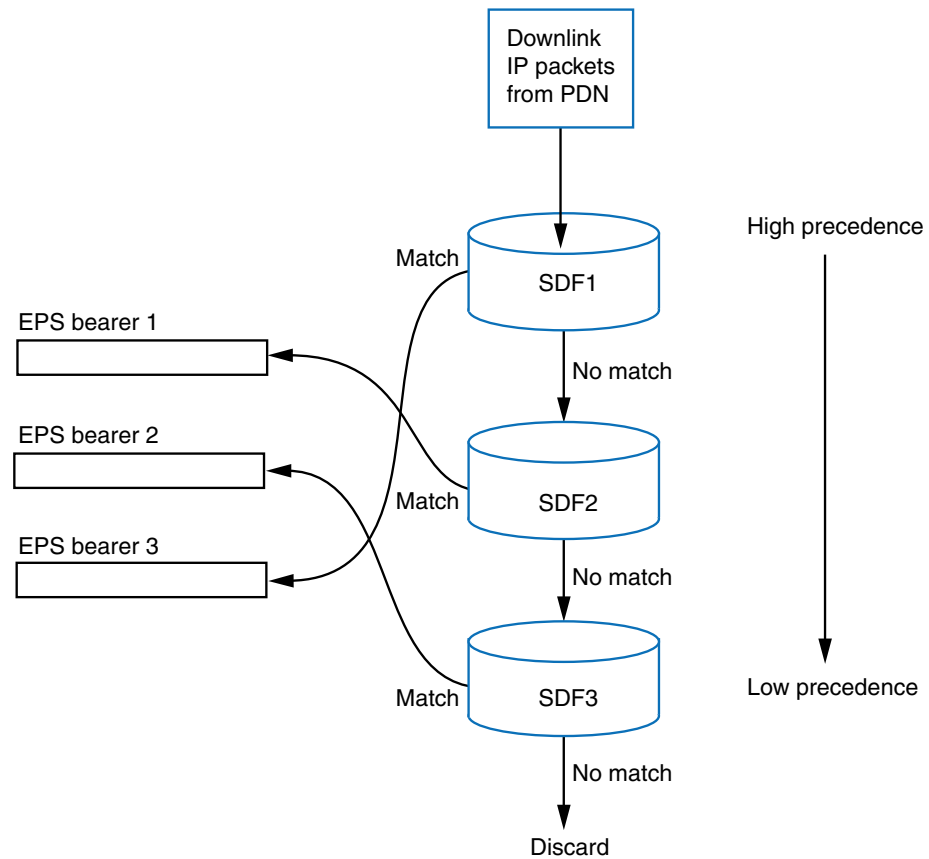 Downlink
IP packets
from PDN
High precedence
Match
SDF1
EPS bearer 1
No match
EPS bearer 2
Match
SDF2
EPS bearer 3
No match
Match
SDF3
Low precedence
No match
Discard